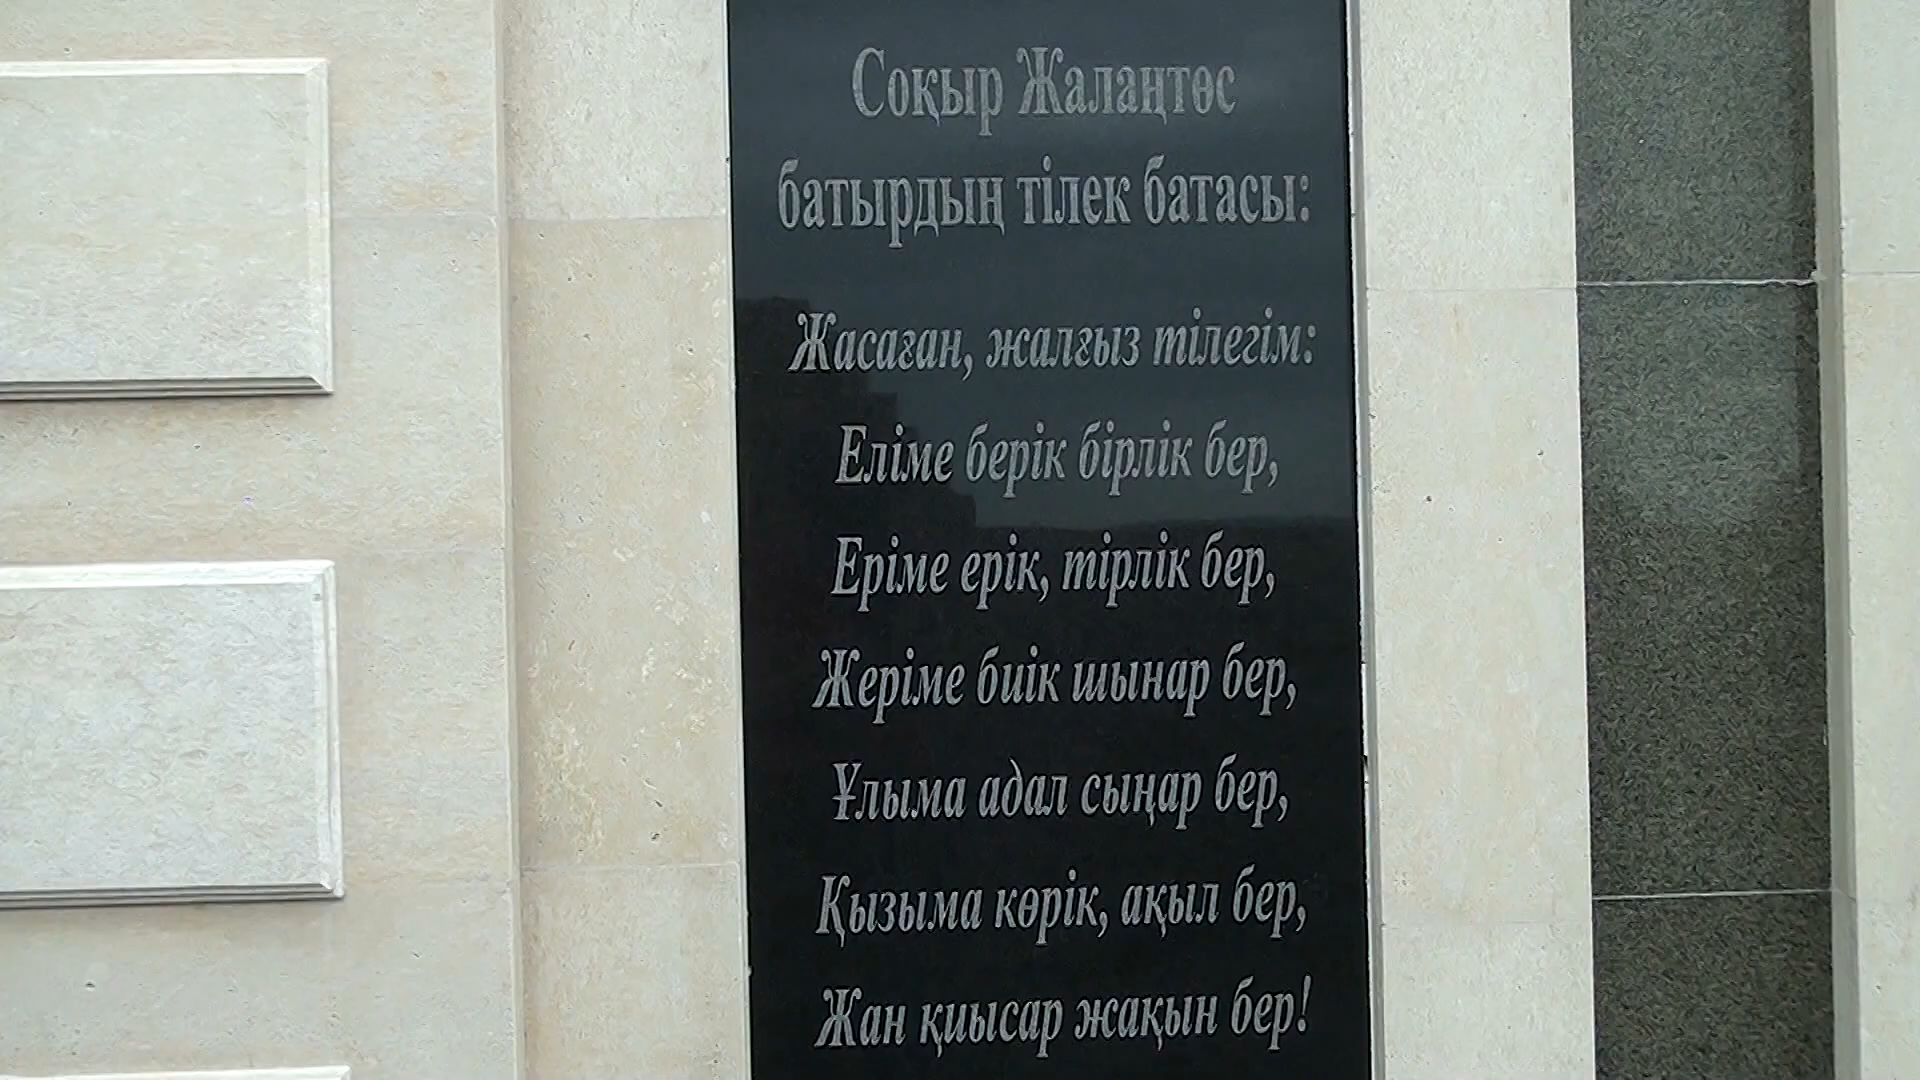 Соқыр Жалаңтөс
батырдың тілек батасы:
Жасаған, жалғыз тілегім:
Еліме берік бірлік бер,
Еріме ерік, тірлік бер,
Жеріме биік шынар бер,
Ұлыма адал сыңар бер,
Қызыма көрік, ақыл бер,
Жан қиысар жақын бер!